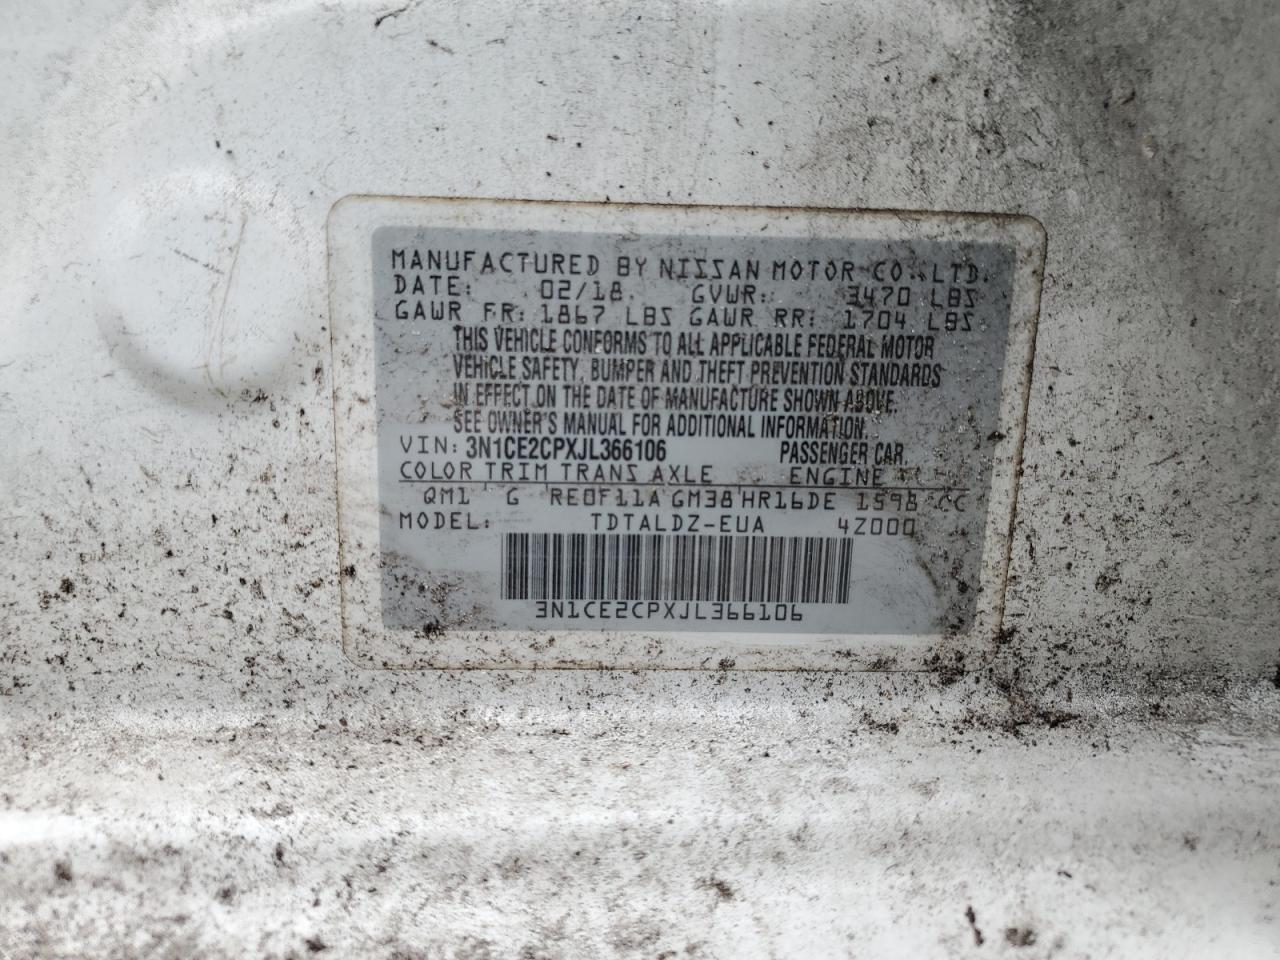 MANUFACTURED BY NISSAN MOTOR CO., LTD.
DATE: 02/18 GVWR: 3470 LBS
GAWR FR: 1867 LBS GAWR RR: 1704 LBS
THIS VEHICLE CONFORMS TO ALL APPLICABLE FEDERAL MOTOR
VEHICLE SAFETY, BUMPER AND THEFT PREVENTION STANDARDS
IN EFFECT ON THE DATE OF MANUFACTURE SHOWN ABOVE.
SEE OWNER'S MANUAL FOR ADDITIONAL INFORMATION.
VIN: 3N1CE2CPXJL366106 PASSENGER CAR
COLOR TRIM TRANS AXLE ENGINE
QM1 G RE0F11A GM38 HR16DE 1598 CC
MODEL: TDTALDZ-EUA 4Z000
3N1CE2CPXJL366106